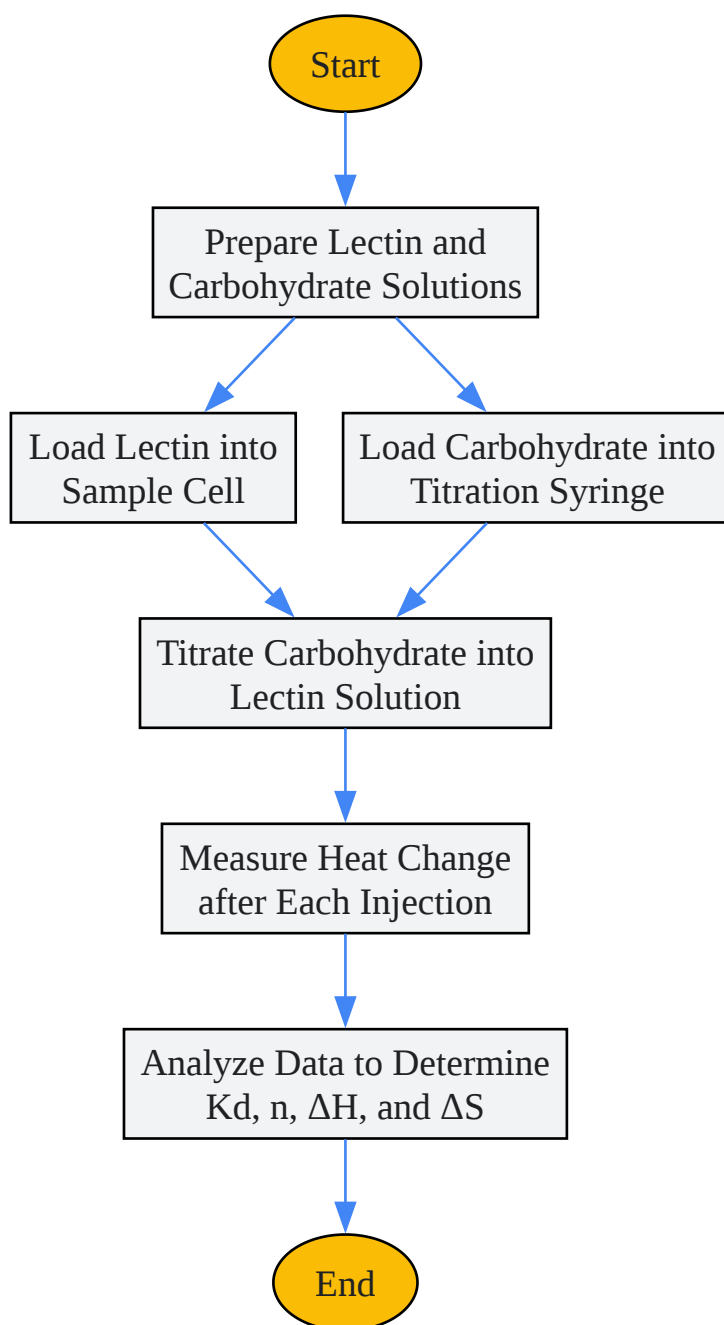 Start
Prepare Lectin and
Carbohydrate Solutions
Load Lectin into
Sample Cell
Load Carbohydrate into
Titration Syringe
Titrate Carbohydrate into
Lectin Solution
Measure Heat Change
after Each Injection
Analyze Data to Determine
Kd, n, ΔH, and ΔS
End